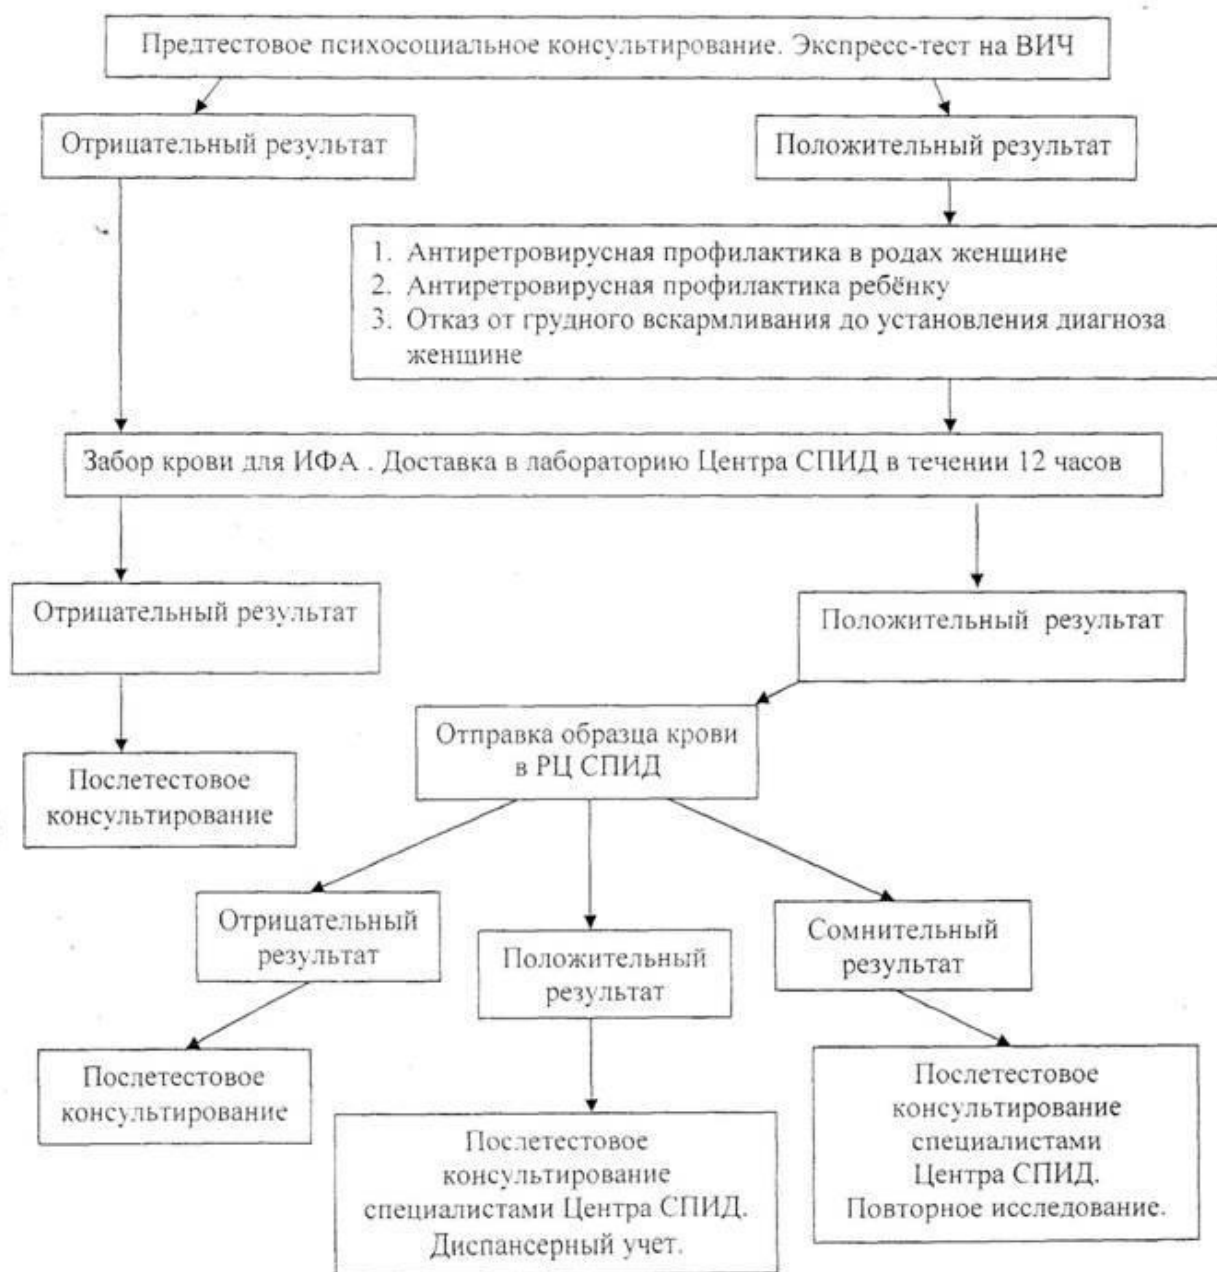 Предтестовое психосоциальное консультирование. Экспресс-тест на ВИЧ
Отрицательный результат
Положительный результат
1. Антиретровирусная профилактика в родах женщине
2. Антиретровирусная профилактика ребёнку
3. Отказ от грудного вскармливания до установления диагноза
женщине
Забор крови для ИФА . Доставка в лабораторию Центра СПИД в течении 12 часов
Отрицательный результат
Положительный результат
Отправка образца крови
в РЦ СПИД
Послетестовое
консультирование
Отрицательный
результат
Положительный
результат
Сомнительный
результат
Послетестовое
консультирование
Послетестовое
консультирование
специалистами Центра СПИД.
Диспансерный учет.
Послетестовое
консультирование
специалистами
Центра СПИД.
Повторное исследование.